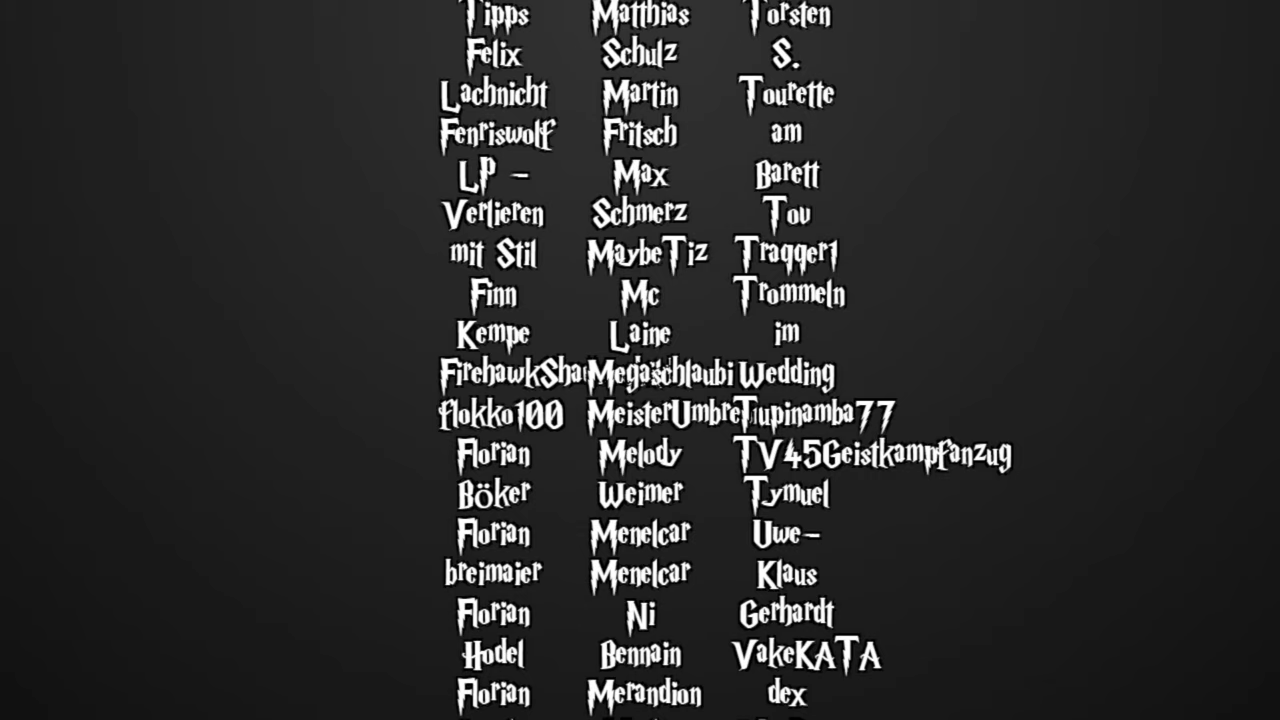 Tipps Matthias Torsten
Felix Schulz S.
Lachnicht Martin Tourette
Fenriswolf Fritsch am
LP - Max Barett
Verlieren Schmerz Tov
mit Stil MaybeTiz Tragger1
Finn Mc Trommeln
Kempe Laine im
Megaschlaubi Wedding
flokko100 Tupinamba77
Florian Melody TV45Geistkampfanzug
Böker Weimer Tymuel
Florian Menelcar Uwe-
breimaier Menelcar Klaus
Florian Ni Gerhardt
Hodel Bennain VakeKATA
Florian Merandion dex